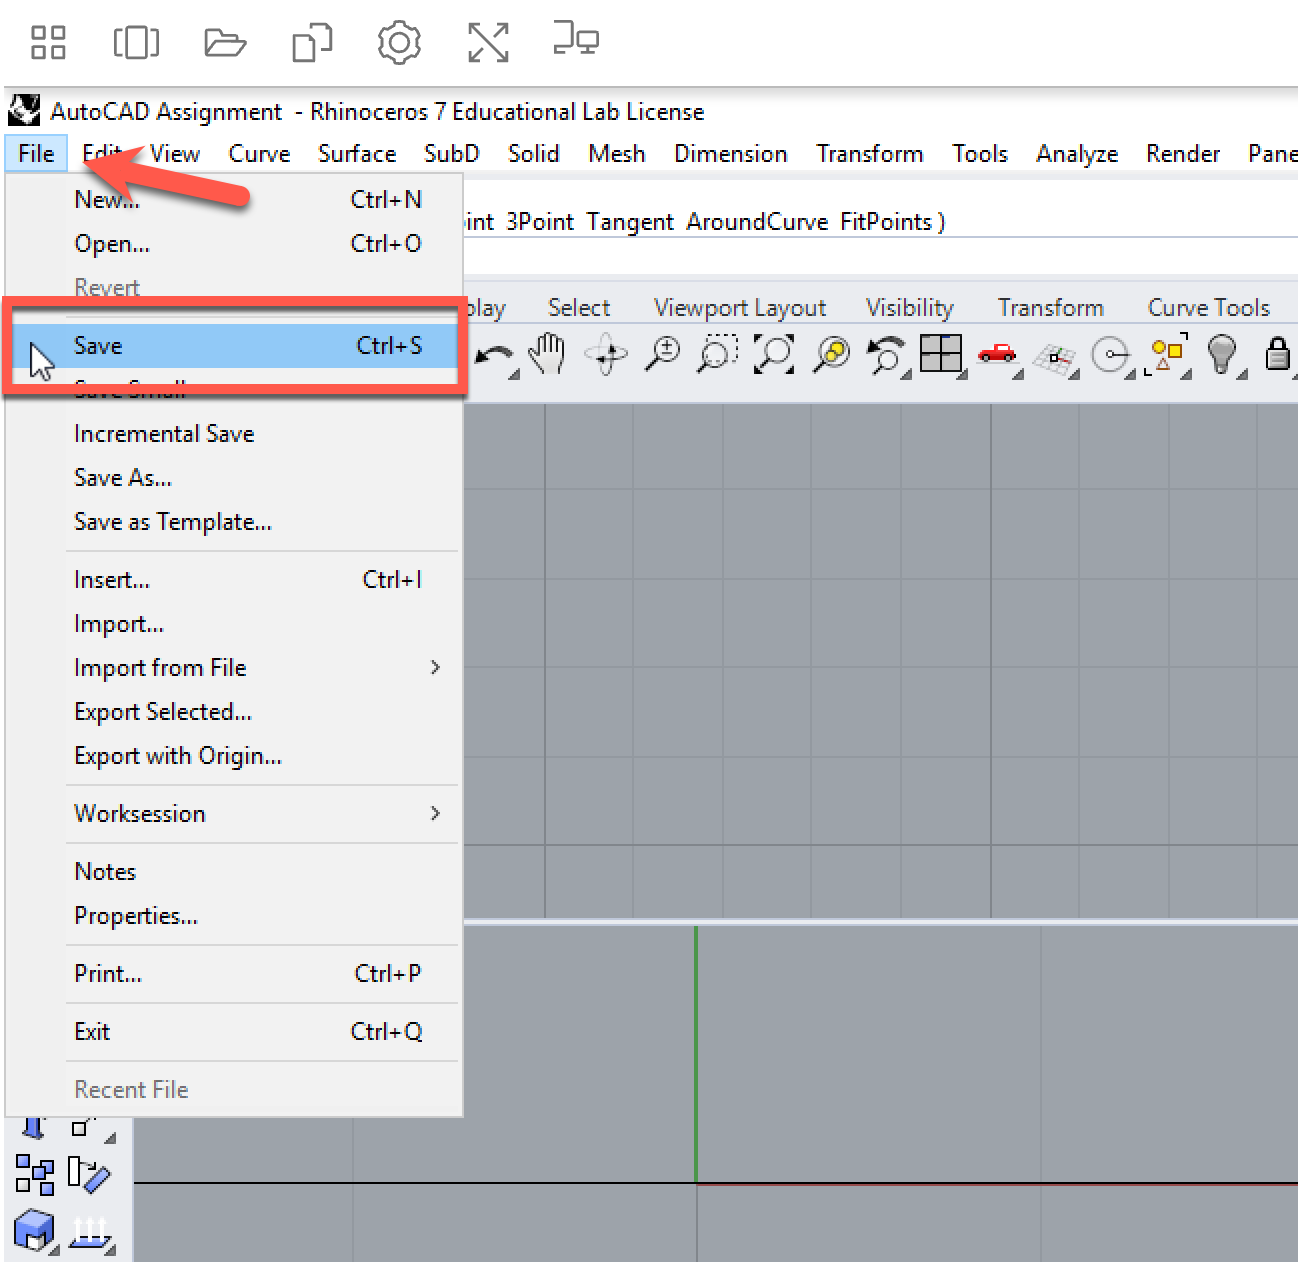 AutoCAD Assignment - Rhinoceros 7 Educational Lab License
File Edit View Curve Surface SubD Solid Mesh Dimension Transform Tools Analyze Render Pane
New... Ctrl+N
int 3Point Tangent AroundCurve FitPoints )
Open... Ctrl+O
Revert
play Select Viewport Layout Visibility Transform Curve Tools
Save Ctrl+S
Save Small
Incremental Save
Save As...
Save as Template...
Insert... Ctrl+I
Import...
Import from File
Export Selected...
Export with Origin...
Worksession
Notes
Properties...
Print... Ctrl+P
Exit Ctrl+Q
Recent File